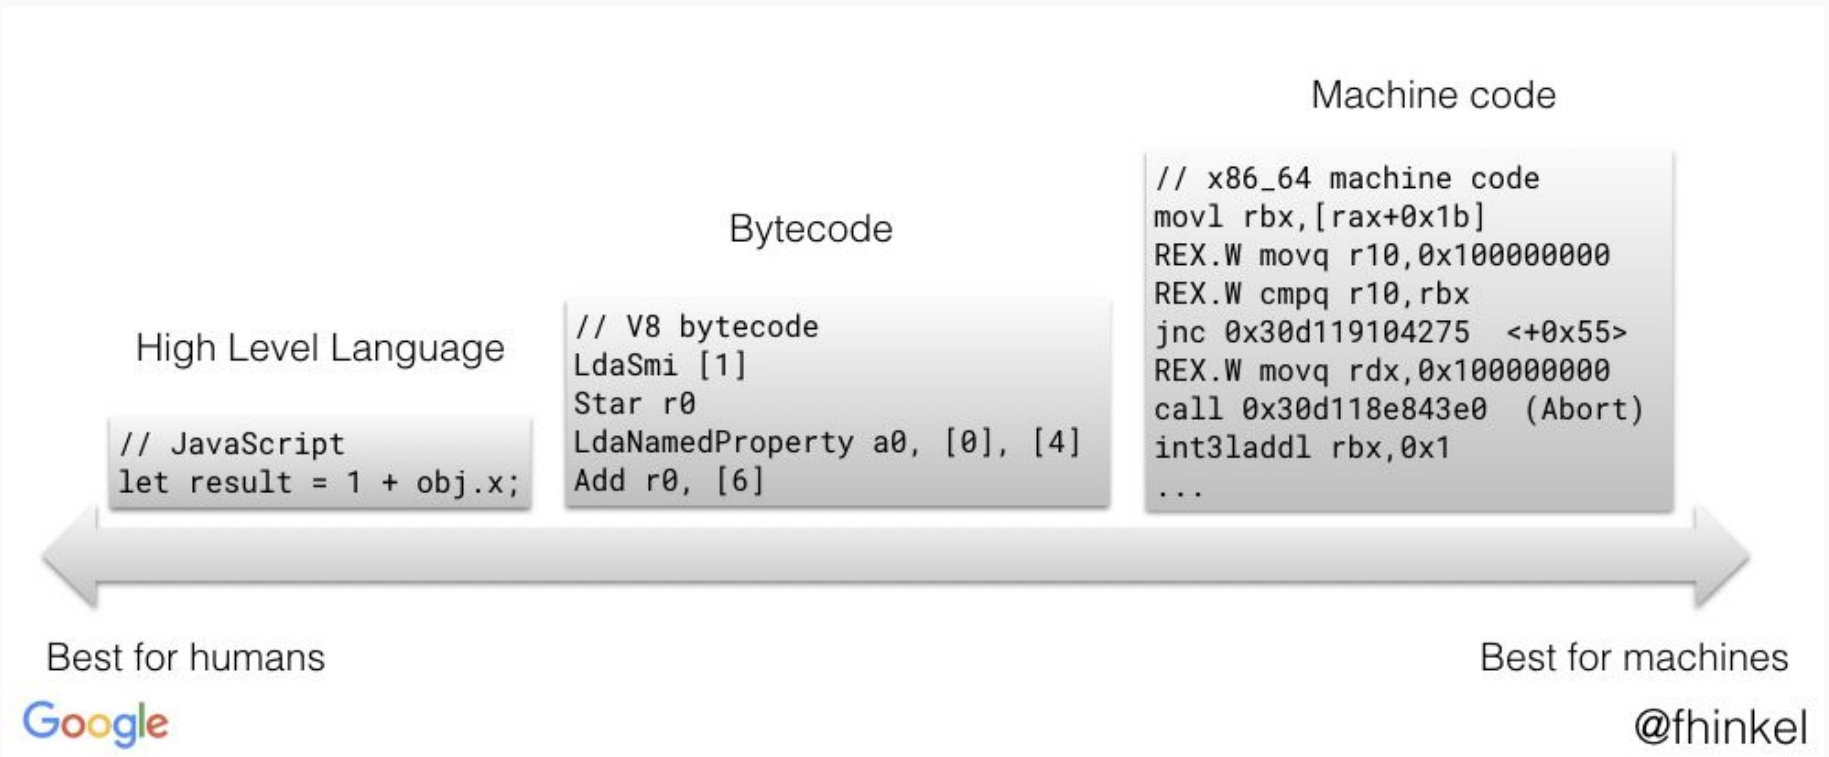 Machine code
// x86_64 machine code
movl rbx,[rax+0x1b]
REX.W movq r10,0x100000000
REX.W cmpq r10,rbx
jnc 0x30d119104275  <+0x55>
REX.W movq rdx,0x100000000
call 0x30d118e843e0  (Abort)
int3laddl rbx,0x1
...
Bytecode
// V8 bytecode
LdaSmi [1]
Star r0
LdaNamedProperty a0, [0], [4]
Add r0, [6]
High Level Language
// JavaScript
let result = 1 + obj.x;
Best for humans
Best for machines
Google
@fhinkel